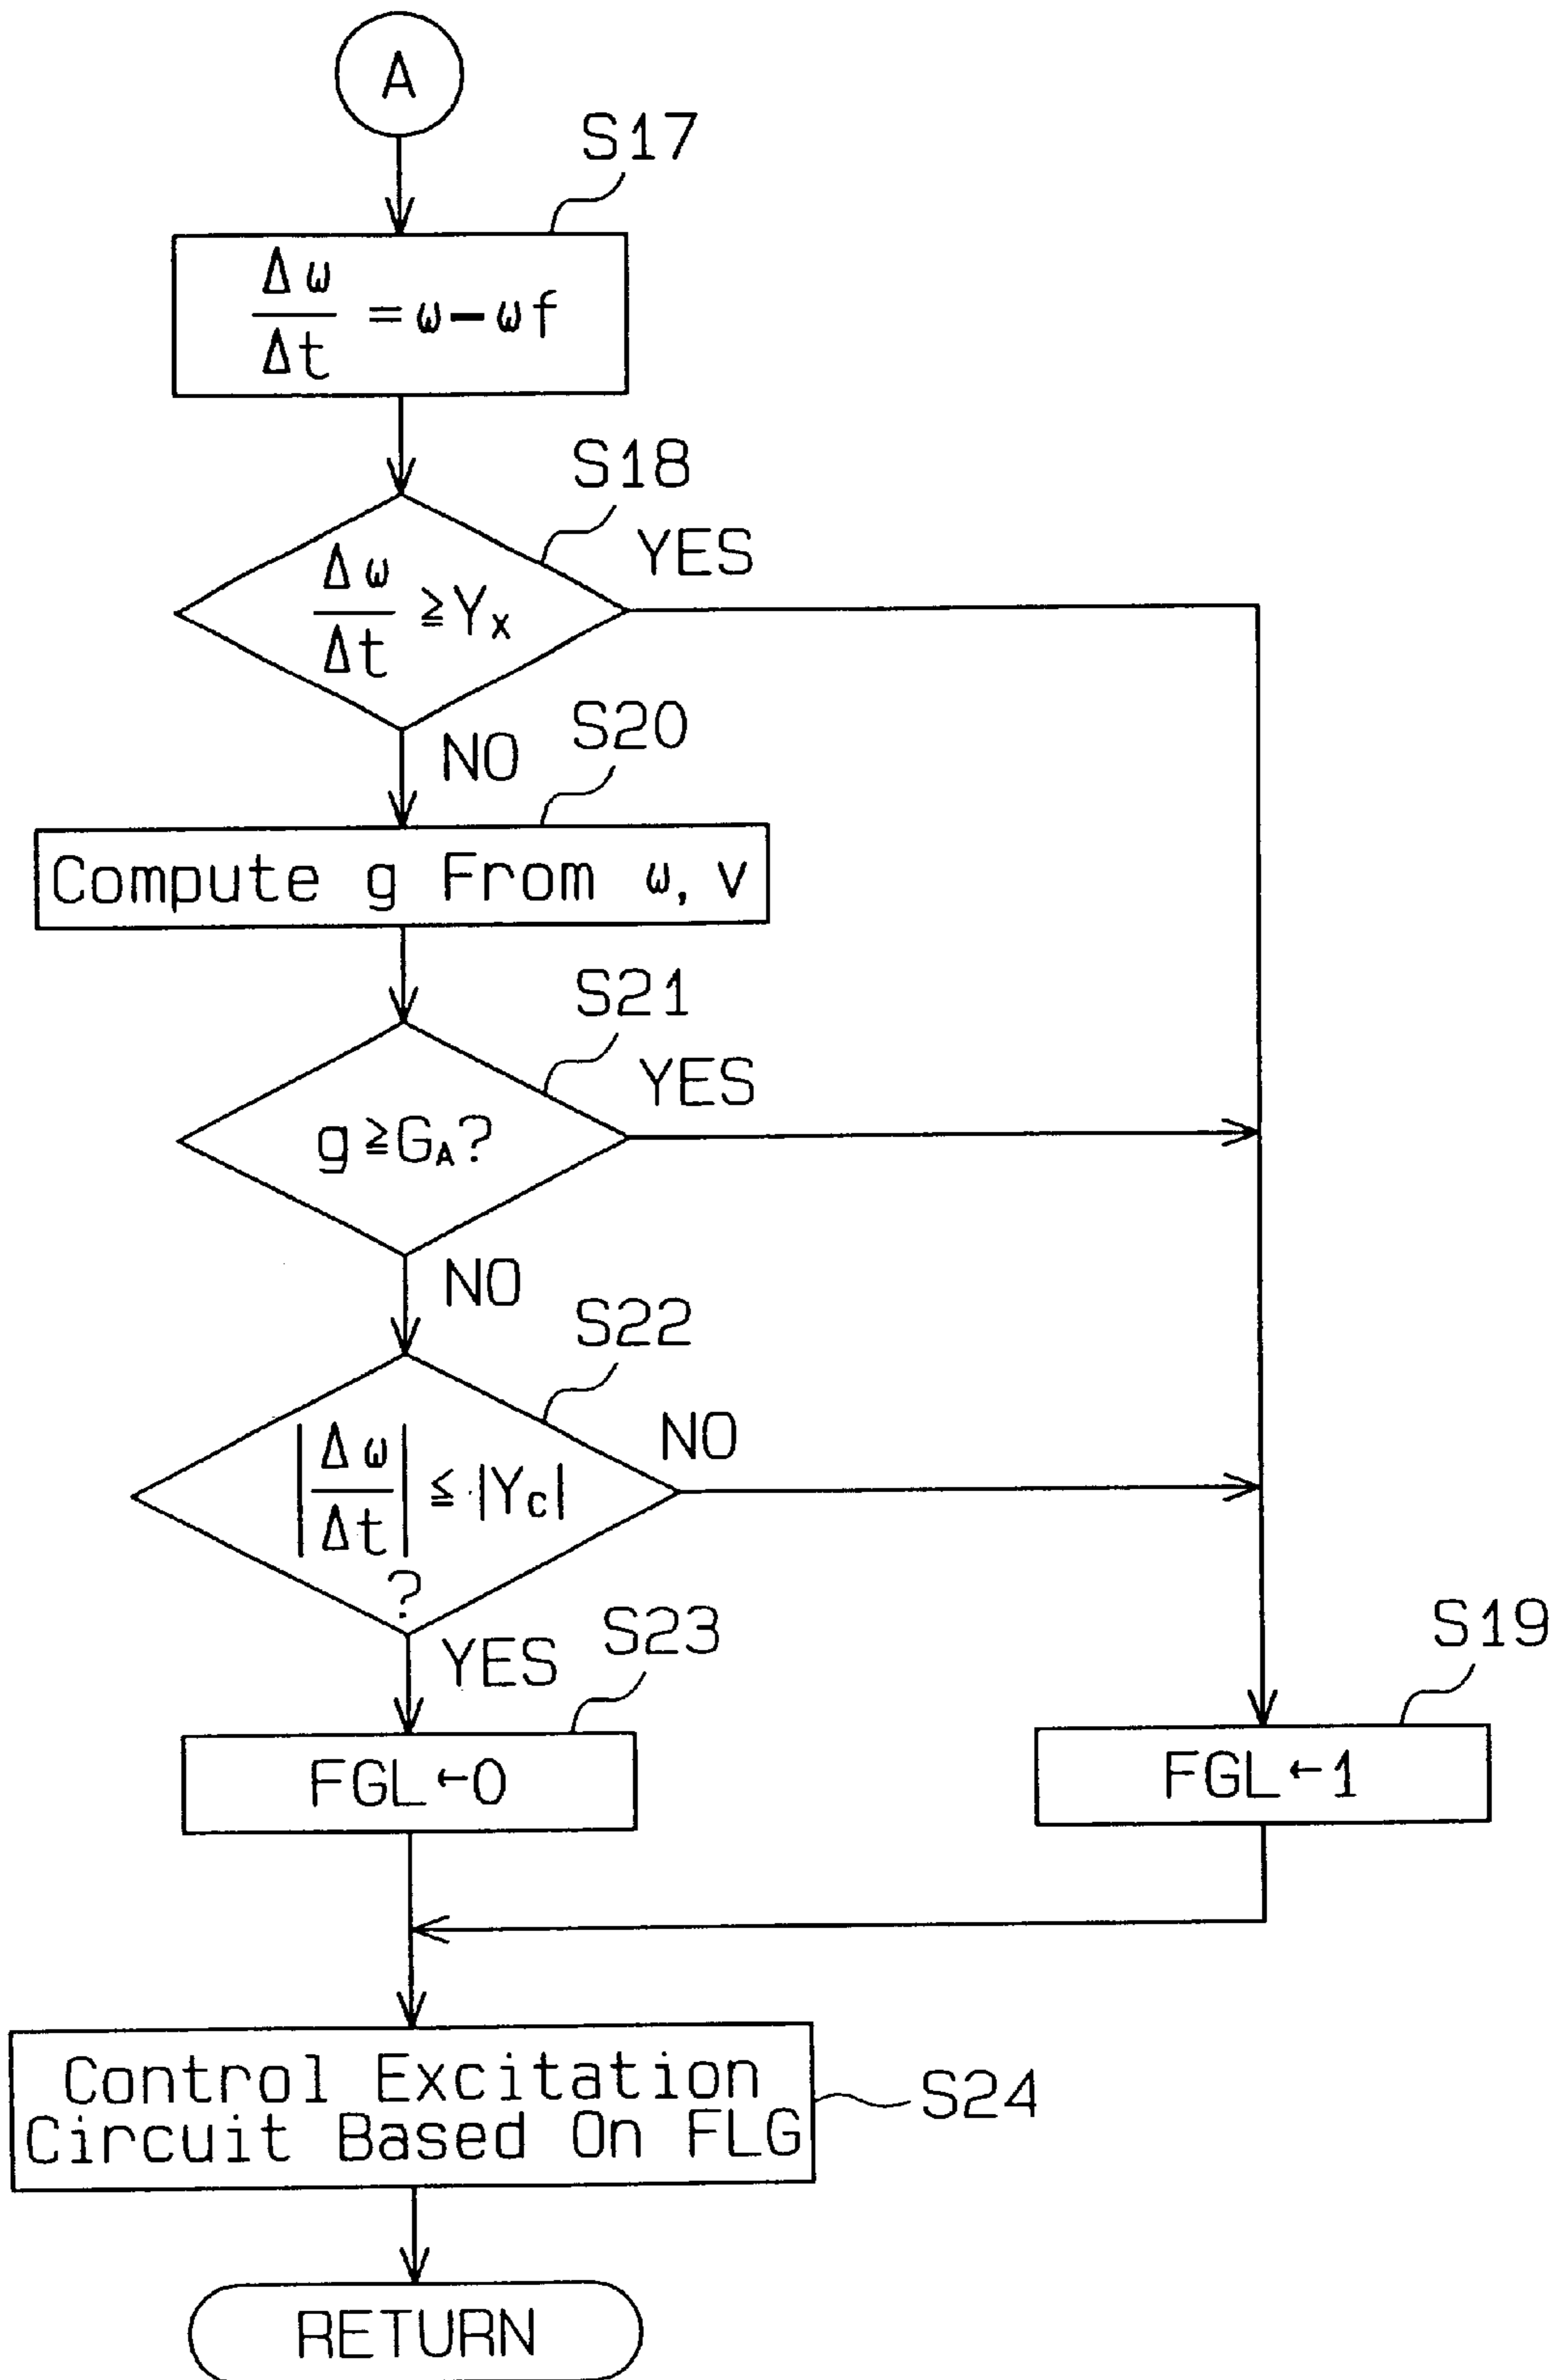 A
S17
Δω/Δt = ω − ωf
S18
Δω/Δt ≧ Yx
YES
NO
S20
Compute g From ω, v
S21
g ≧ GA?
YES
NO
S22
|Δω/Δt| ≦ |Yc|
?
NO
YES
S23
FGL ← 0
S19
FGL ← 1
Control Excitation
Circuit Based On FLG
S24
RETURN